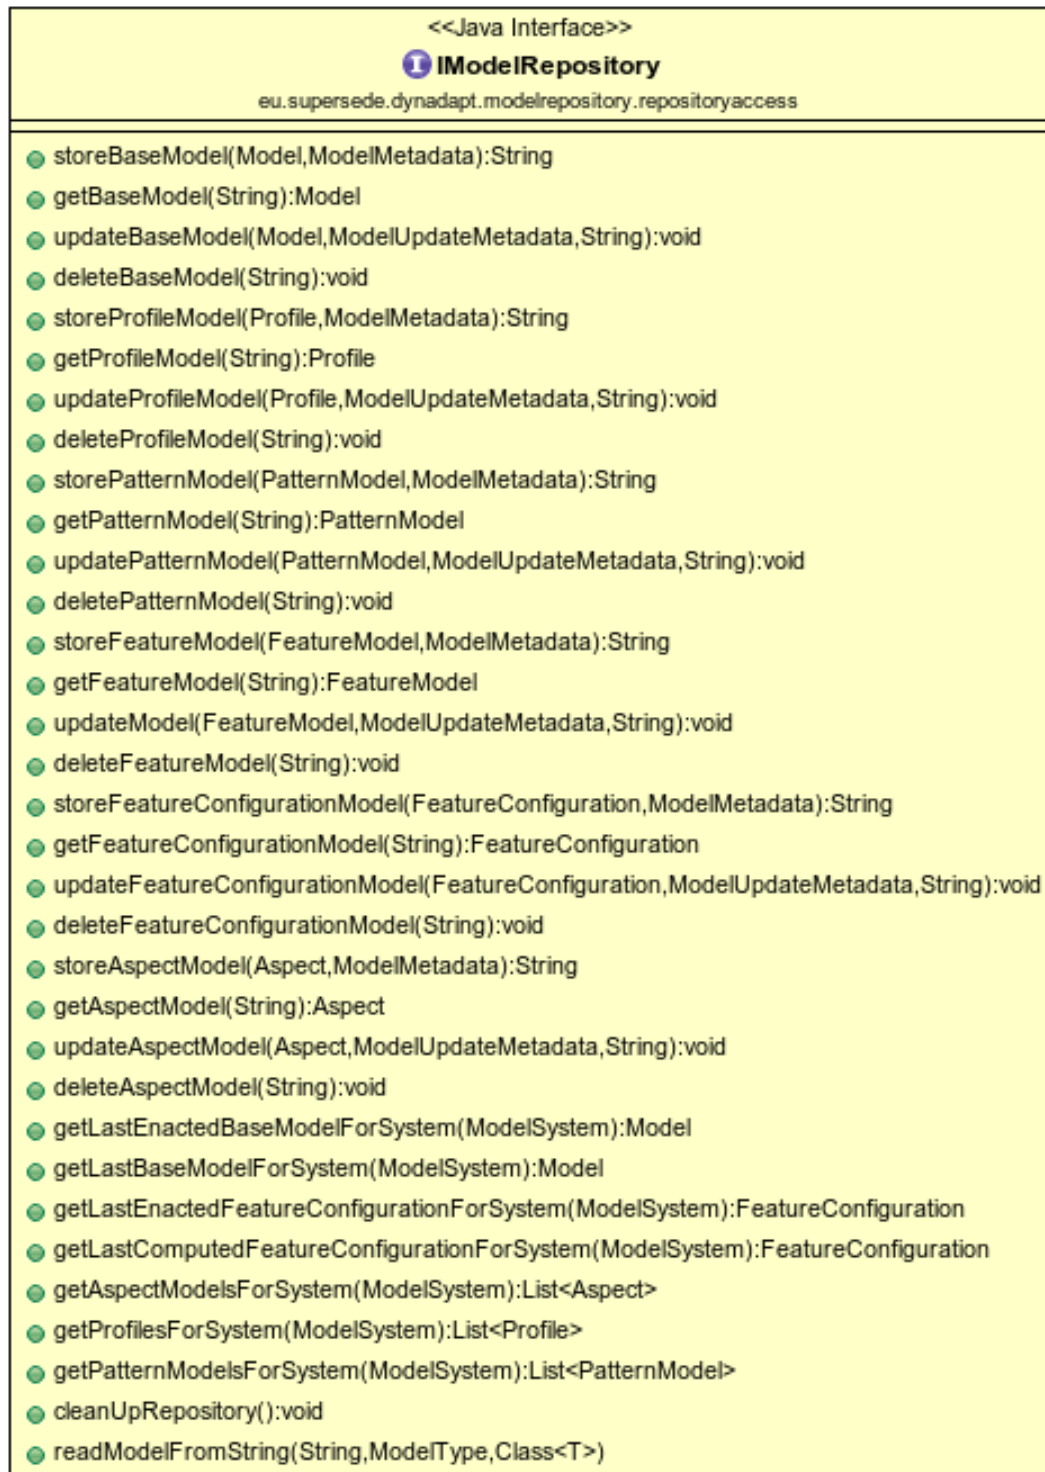 <<Java Interface>>
I IModelRepository
eu.supersede.dynadapt.modelrepository.repositoryaccess
storeBaseModel(Model,ModelMetadata):String
getBaseModel(String):Model
updateBaseModel(Model,ModelUpdateMetadata,String):void
deleteBaseModel(String):void
storeProfileModel(Profile,ModelMetadata):String
getProfileModel(String):Profile
updateProfileModel(Profile,ModelUpdateMetadata,String):void
deleteProfileModel(String):void
storePatternModel(PatternModel,ModelMetadata):String
getPatternModel(String):PatternModel
updatePatternModel(PatternModel,ModelUpdateMetadata,String):void
deletePatternModel(String):void
storeFeatureModel(FeatureModel,ModelMetadata):String
getFeatureModel(String):FeatureModel
updateModel(FeatureModel,ModelUpdateMetadata,String):void
deleteFeatureModel(String):void
storeFeatureConfigurationModel(FeatureConfiguration,ModelMetadata):String
getFeatureConfigurationModel(String):FeatureConfiguration
updateFeatureConfigurationModel(FeatureConfiguration,ModelUpdateMetadata,String):void
deleteFeatureConfigurationModel(String):void
storeAspectModel(Aspect,ModelMetadata):String
getAspectModel(String):Aspect
updateAspectModel(Aspect,ModelUpdateMetadata,String):void
deleteAspectModel(String):void
getLastEnactedBaseModelForSystem(ModelSystem):Model
getLastBaseModelForSystem(ModelSystem):Model
getLastEnactedFeatureConfigurationForSystem(ModelSystem):FeatureConfiguration
getLastComputedFeatureConfigurationForSystem(ModelSystem):FeatureConfiguration
getAspectModelsForSystem(ModelSystem):List<Aspect>
getProfilesForSystem(ModelSystem):List<Profile>
getPatternModelsForSystem(ModelSystem):List<PatternModel>
cleanUpRepository():void
readModelFromString(String,ModelType,Class<T>)